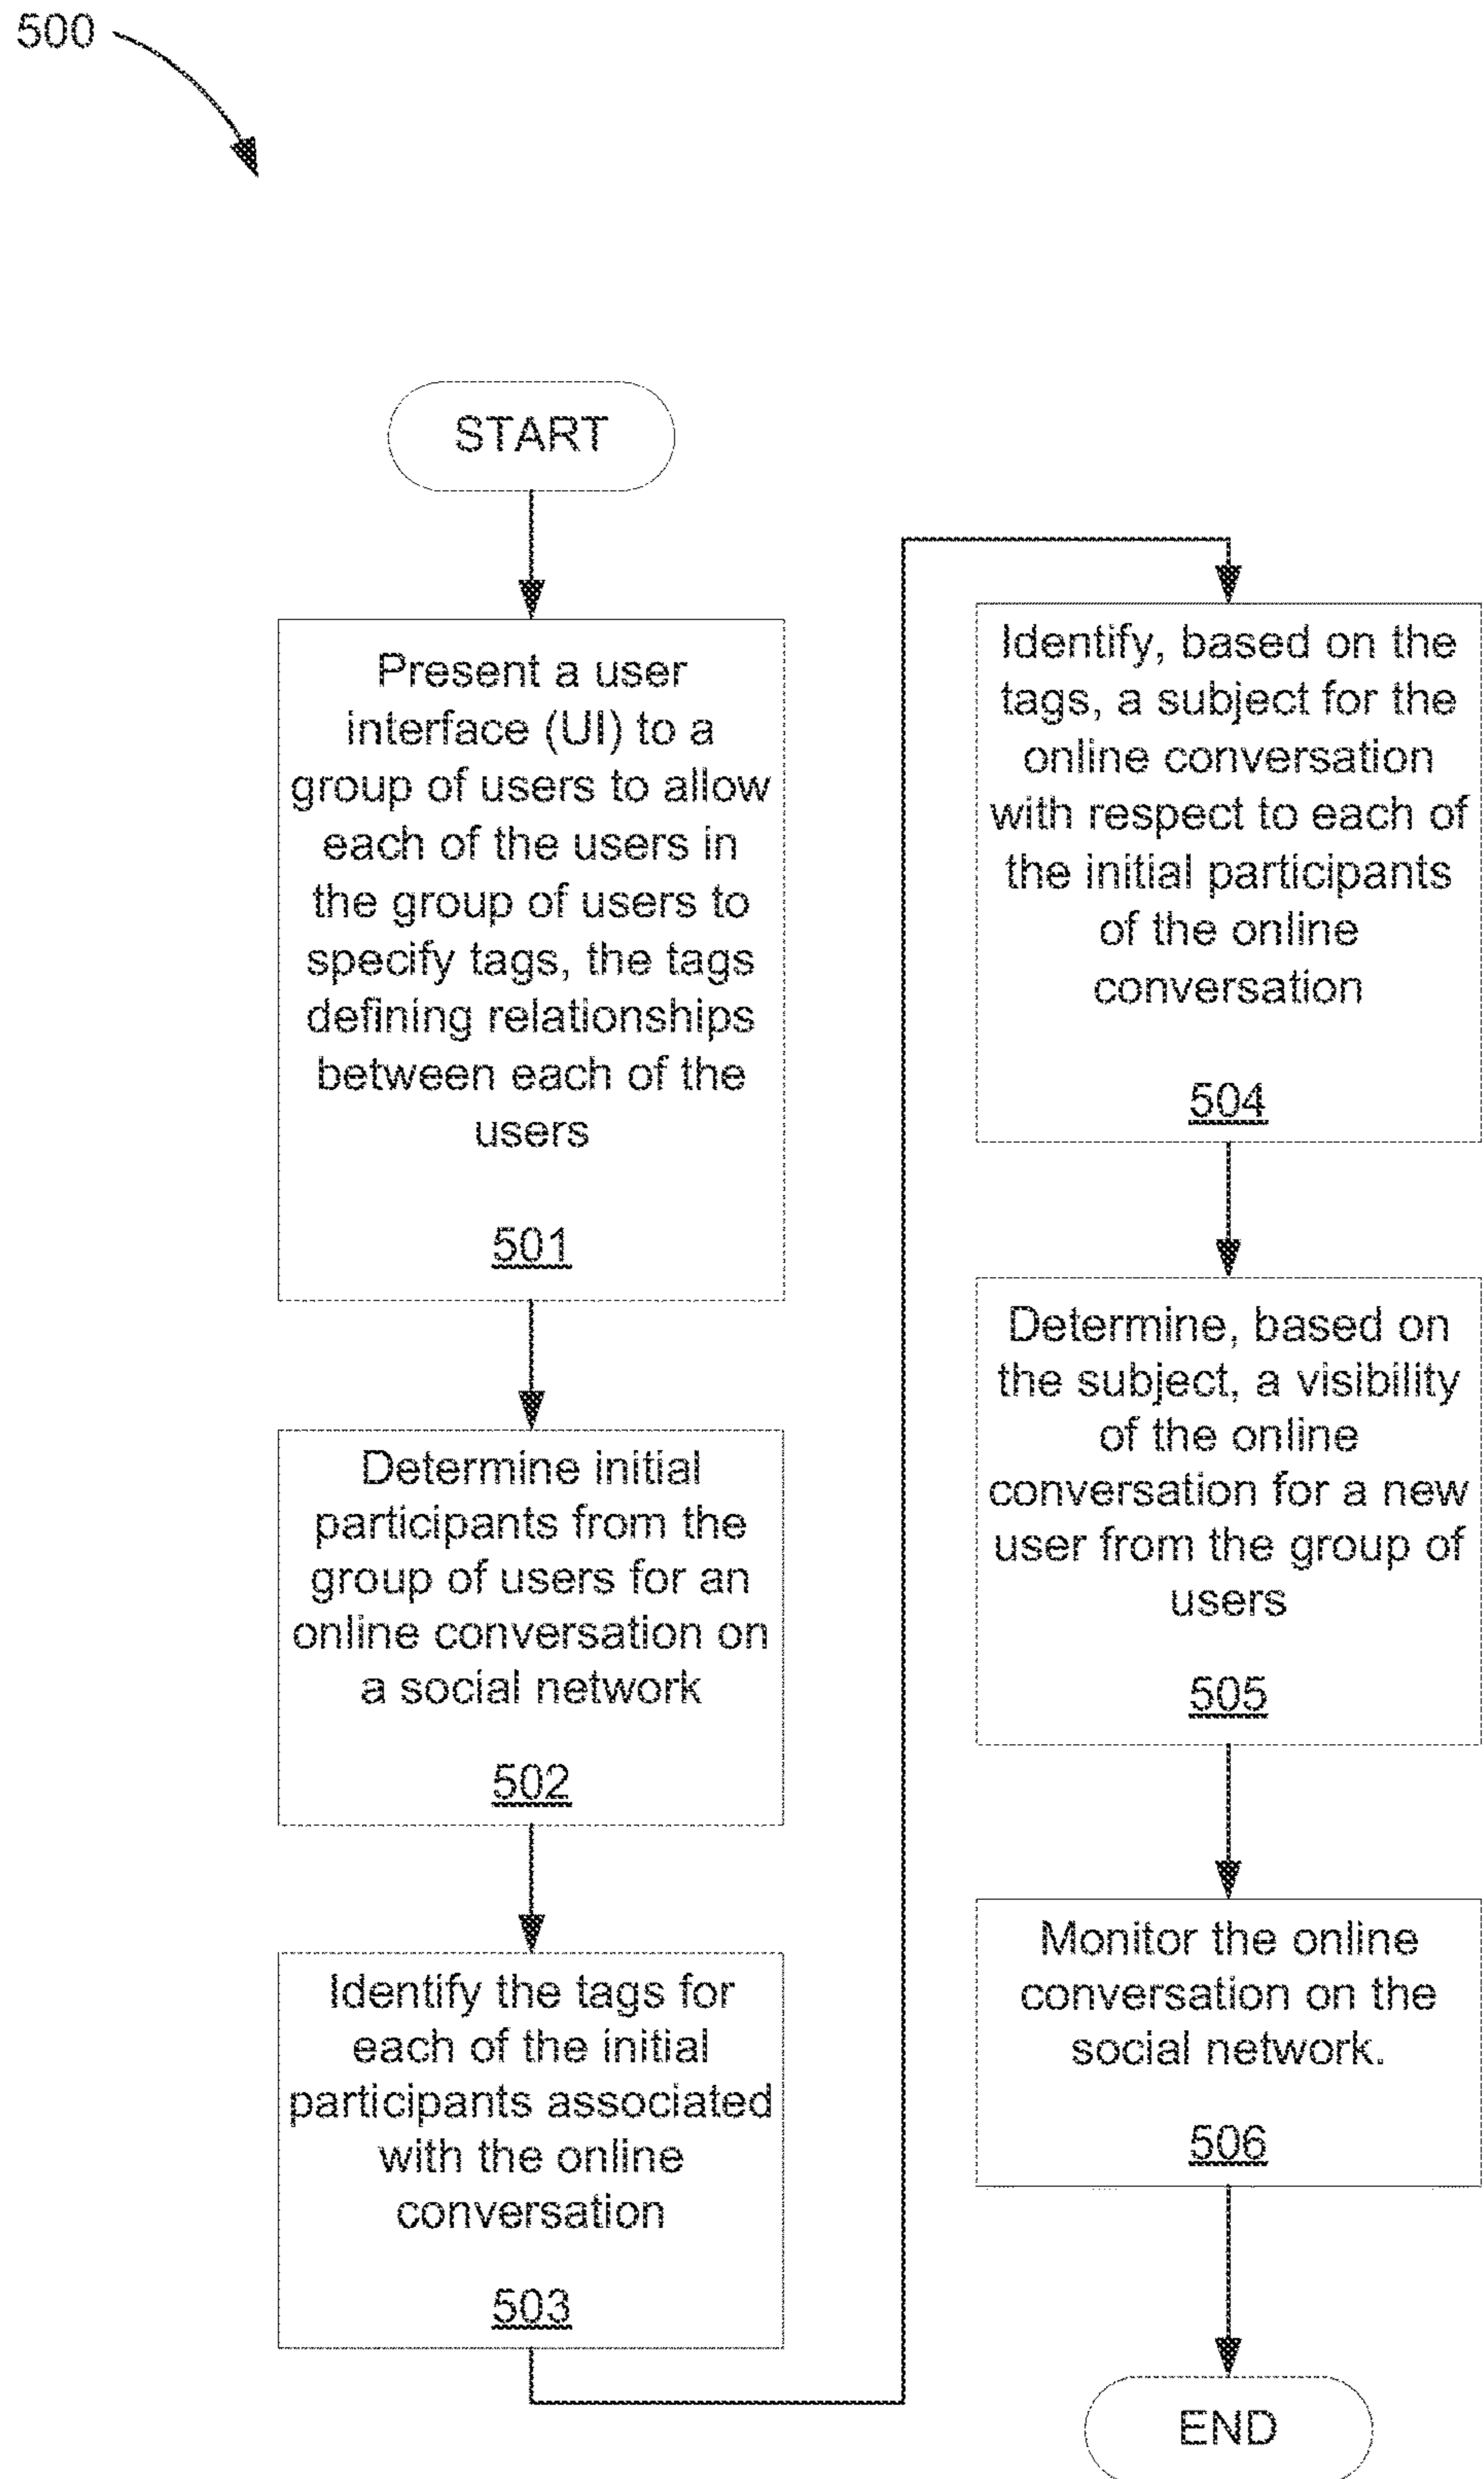 500
START
Present a user
interface (UI) to a
group of users to allow
each of the users in
the group of users to
specify tags, the tags
defining relationships
between each of the
users
501
Determine initial
participants from the
group of users for an
online conversation on
a social network
502
Identify the tags for
each of the initial
participants associated
with the online
conversation
503
Identify, based on the
tags, a subject for the
online conversation
with respect to each of
the initial participants
of the online
conversation
504
Determine, based on
the subject, a visibility
of the online
conversation for a new
user from the group of
users
505
Monitor the online
conversation on the
social network.
506
END